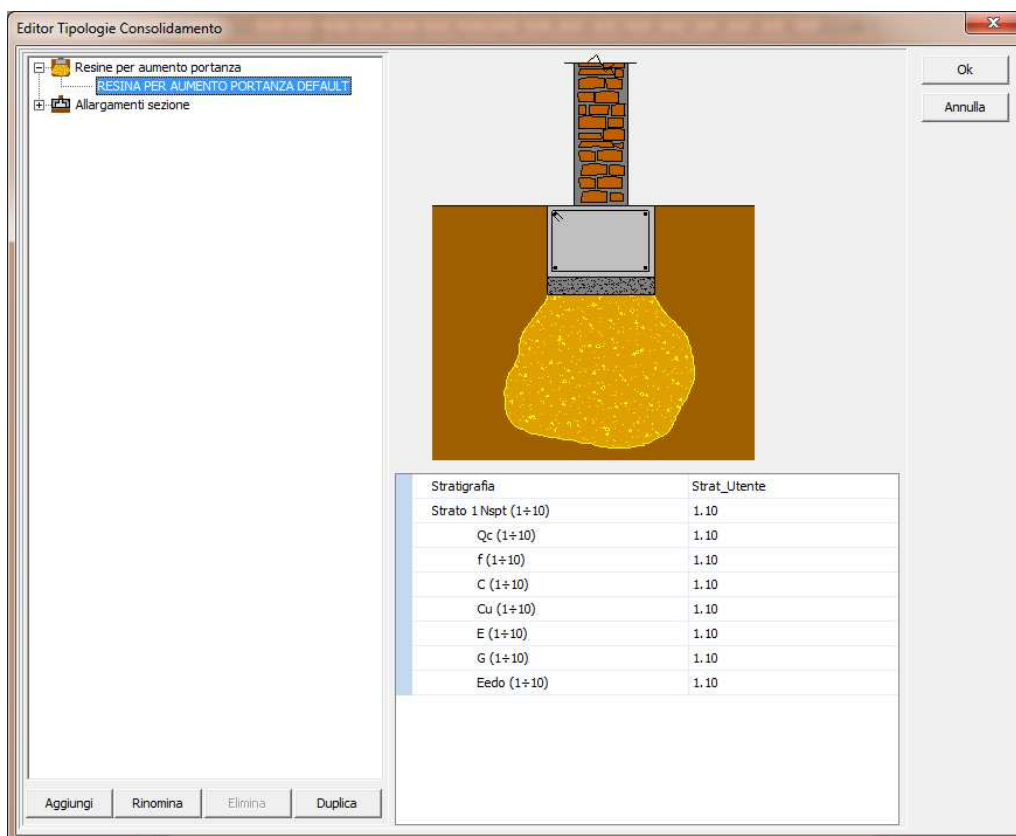 Editor Tipologie Consolidamento
Resine per aumento portanza
RESINA PER AUMENTO PORTANZA DEFAULT
Allargamenti sezione
Ok
Annulla
Stratigrafia Strat_Utente
Strato 1 Nspt (1÷10) 1.10
Qc (1÷10) 1.10
f (1÷10) 1.10
C (1÷10) 1.10
Cu (1÷10) 1.10
E (1÷10) 1.10
G (1÷10) 1.10
Eedo (1÷10) 1.10
Aggiungi Rinomina Elimina Duplica